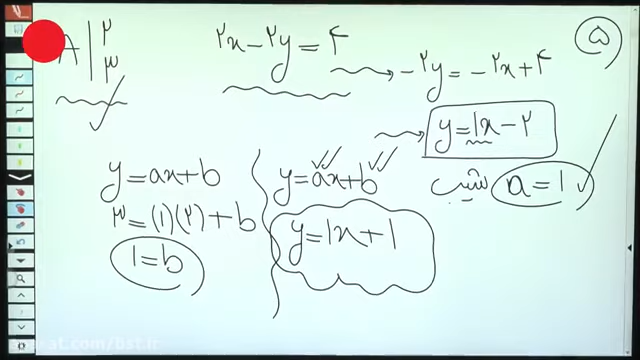 ۵
A | ۲ ۳
۲x - ۲y = ۴
-۲y = -۲x + ۴
y = ۱x - ۲
شیب a = ۱
y = ax + b
۳ = (۱)(۲) + b
۱ = b
y = ax + b
y = ۱x + ۱